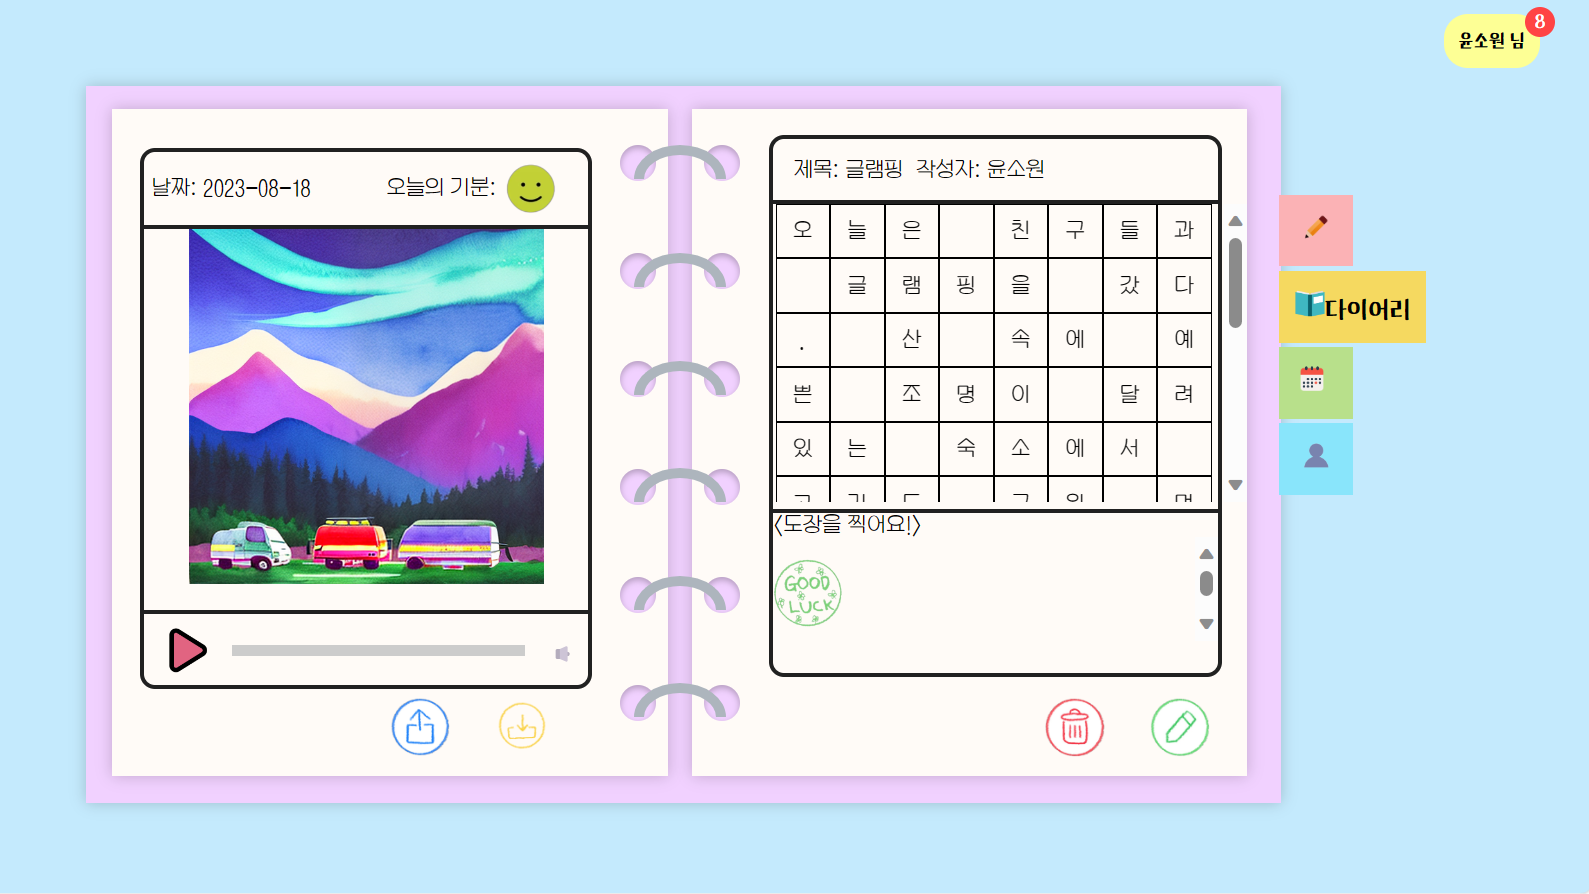 윤소원 님
8
날짜: 2023-08-18
오늘의 기분:
제목: 글램핑 작성자: 윤소원
오늘은 친구들과
글램핑을 갔다
. 산 속에 예
쁜 조명이 달려
있는 숙소에서
<도장을 찍어요!>
GOOD
LUCK
다이어리